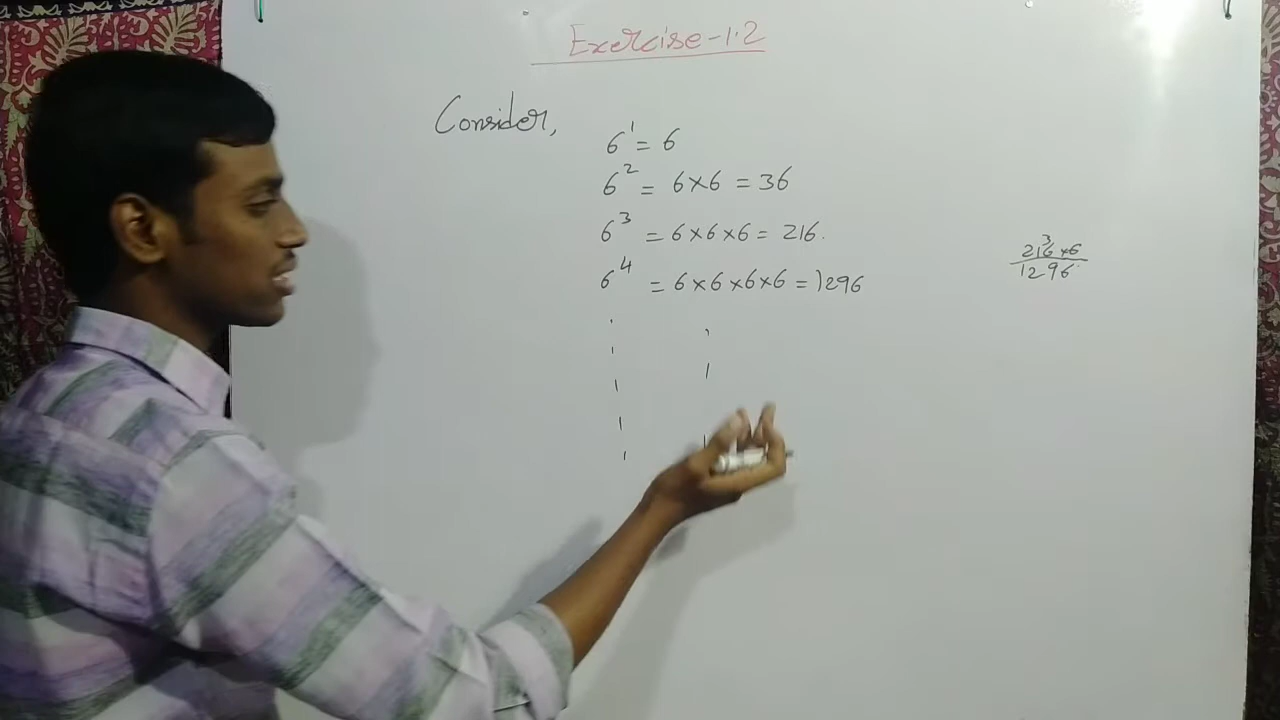 Exercise-1.2
Consider,
6¹ = 6
6² = 6×6 = 36
6³ = 6×6×6 = 216.
6⁴ = 6×6×6×6 = 1296
21³6×6
1296